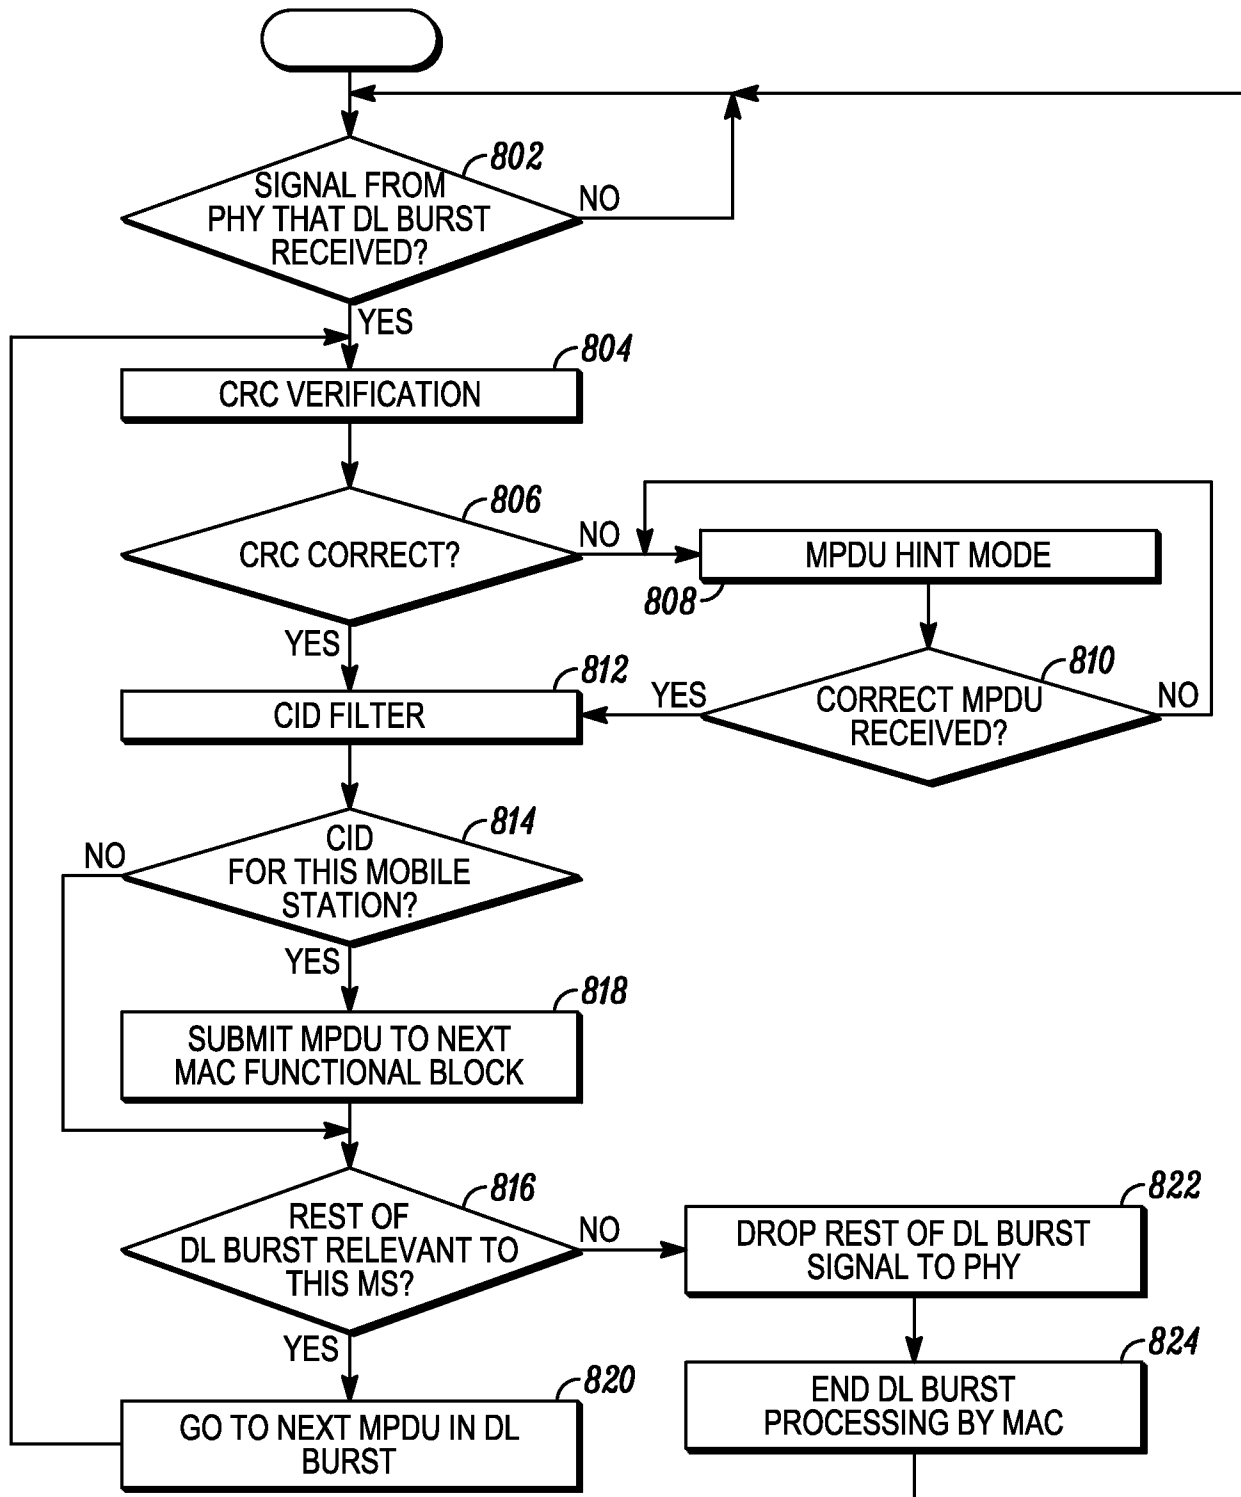 802
SIGNAL FROM
PHY THAT DL BURST
RECEIVED?
NO
YES
804
CRC VERIFICATION
806
CRC CORRECT?
NO
YES
MPDU HINT MODE
808
810
CORRECT MPDU
RECEIVED?
YES
NO
812
CID FILTER
814
CID
FOR THIS MOBILE
STATION?
NO
YES
818
SUBMIT MPDU TO NEXT
MAC FUNCTIONAL BLOCK
816
REST OF
DL BURST RELEVANT TO
THIS MS?
NO
YES
822
DROP REST OF DL BURST
SIGNAL TO PHY
820
GO TO NEXT MPDU IN DL
BURST
824
END DL BURST
PROCESSING BY MAC